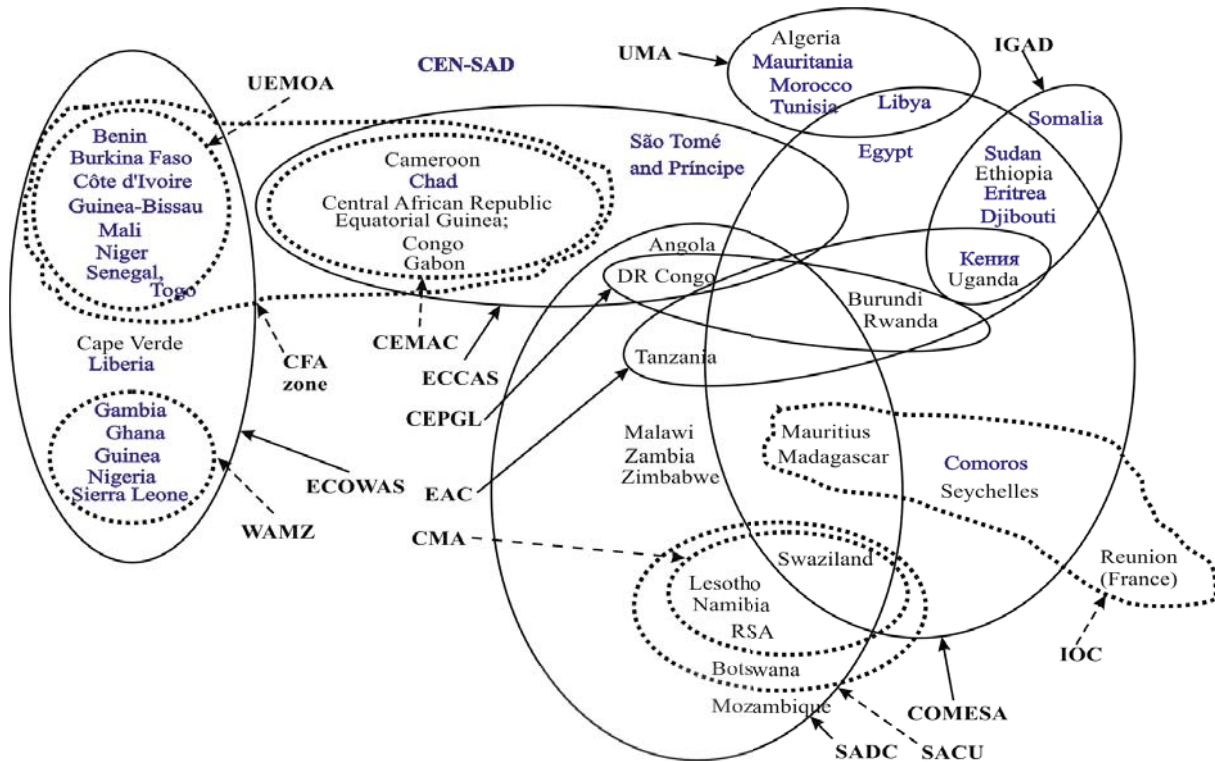 UEMOA
CEN-SAD
UMA
IGAD
Algeria
Mauritania
Morocco
Tunisia
Libya
Somalia
Egypt
Sudan
Ethiopia
Eritrea
Djibouti
Кения
Uganda
Benin
Burkina Faso
Côte d'Ivoire
Guinea-Bissau
Mali
Niger
Senegal,
Togo
Cameroon
Chad
Central African Republic
Equatorial Guinea;
Congo
Gabon
São Tomé
and Príncipe
Angola
DR Congo
Burundi
Rwanda
Tanzania
Cape Verde
Liberia
CFA
zone
CEMAC
ECCAS
CEPGL
Gambia
Ghana
Guinea
Nigeria
Sierra Leone
ECOWAS
WAMZ
EAC
CMA
Malawi
Zambia
Zimbabwe
Mauritius
Madagascar
Comoros
Seychelles
Reunion
(France)
IOC
Swaziland
Lesotho
Namibia
RSA
Botswana
Mozambique
COMESA
SADC
SACU